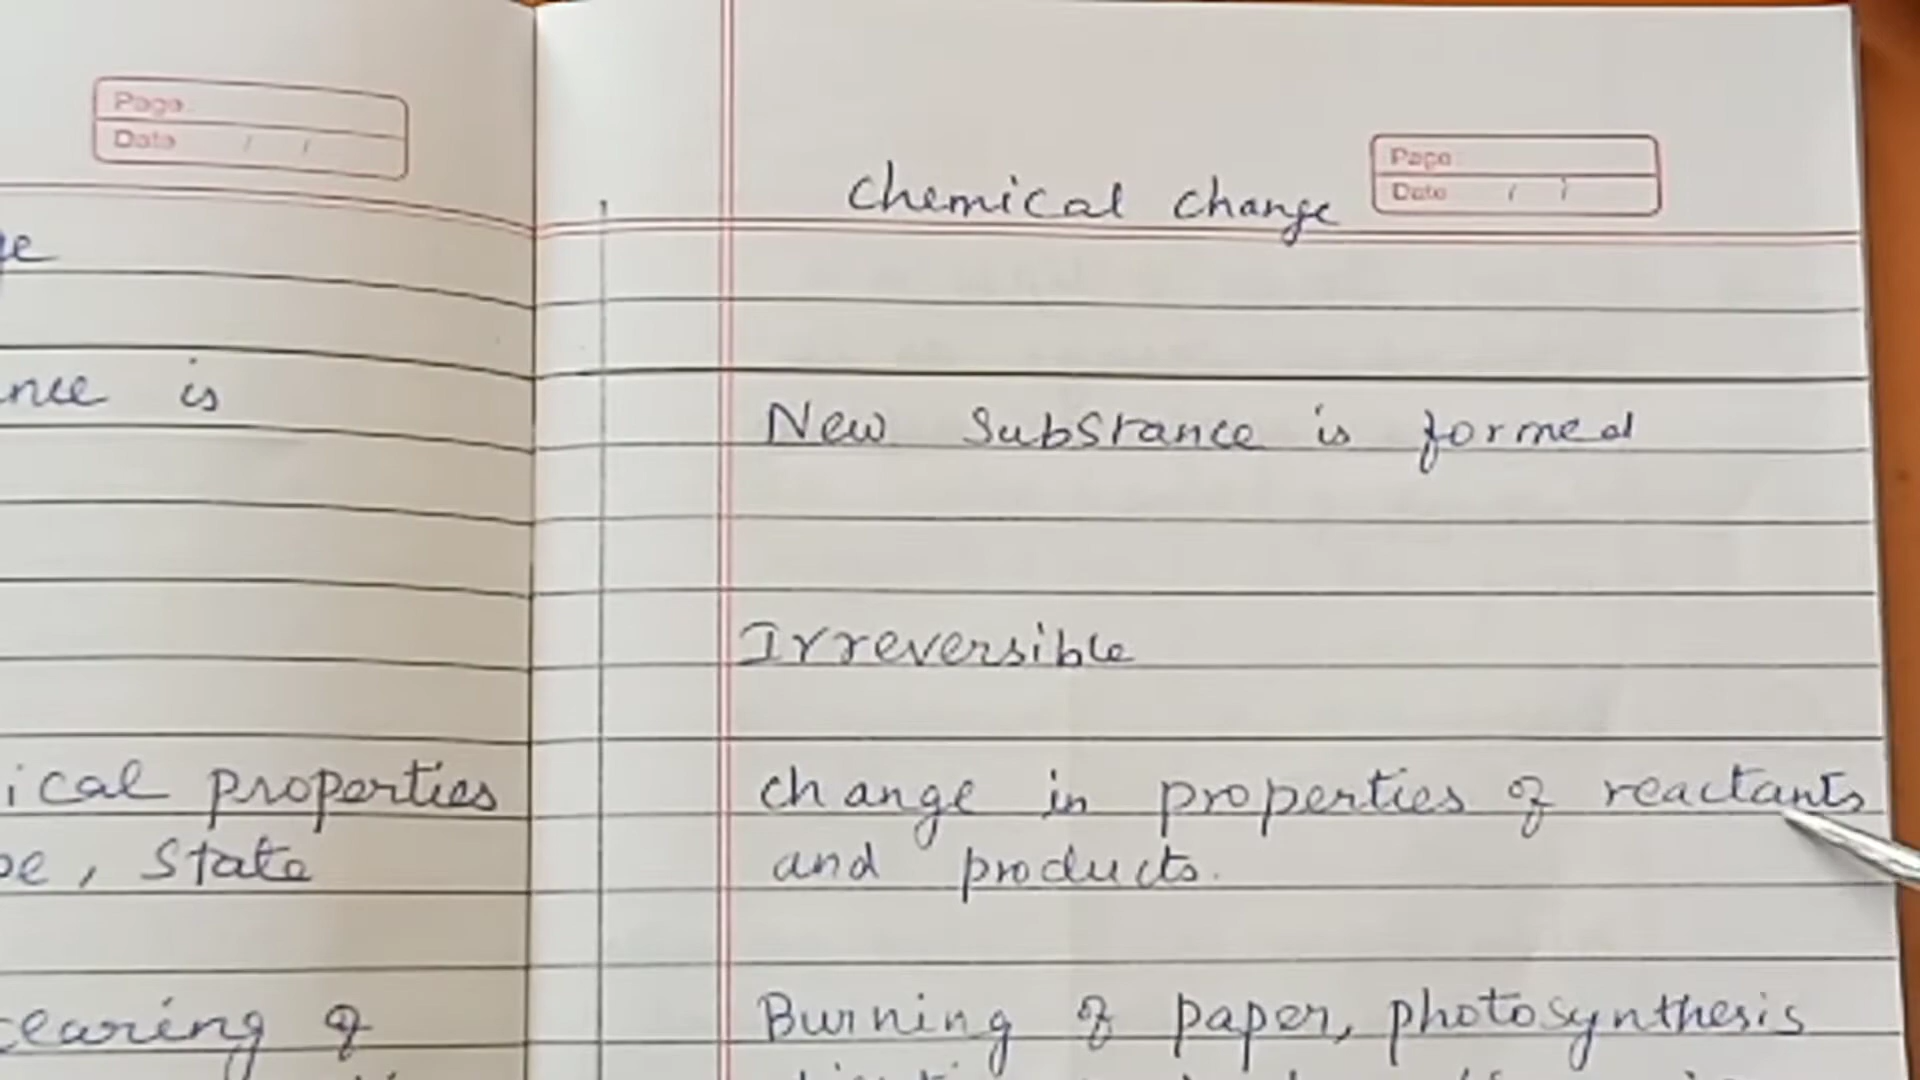 Page
Date / /
ge
nce is
ical properties
pe, State
tearing of
Page
Date / /
Chemical change
New Substance is formed
Irreversible
change in properties of reactants
and products.
Burning of paper, photosynthesis